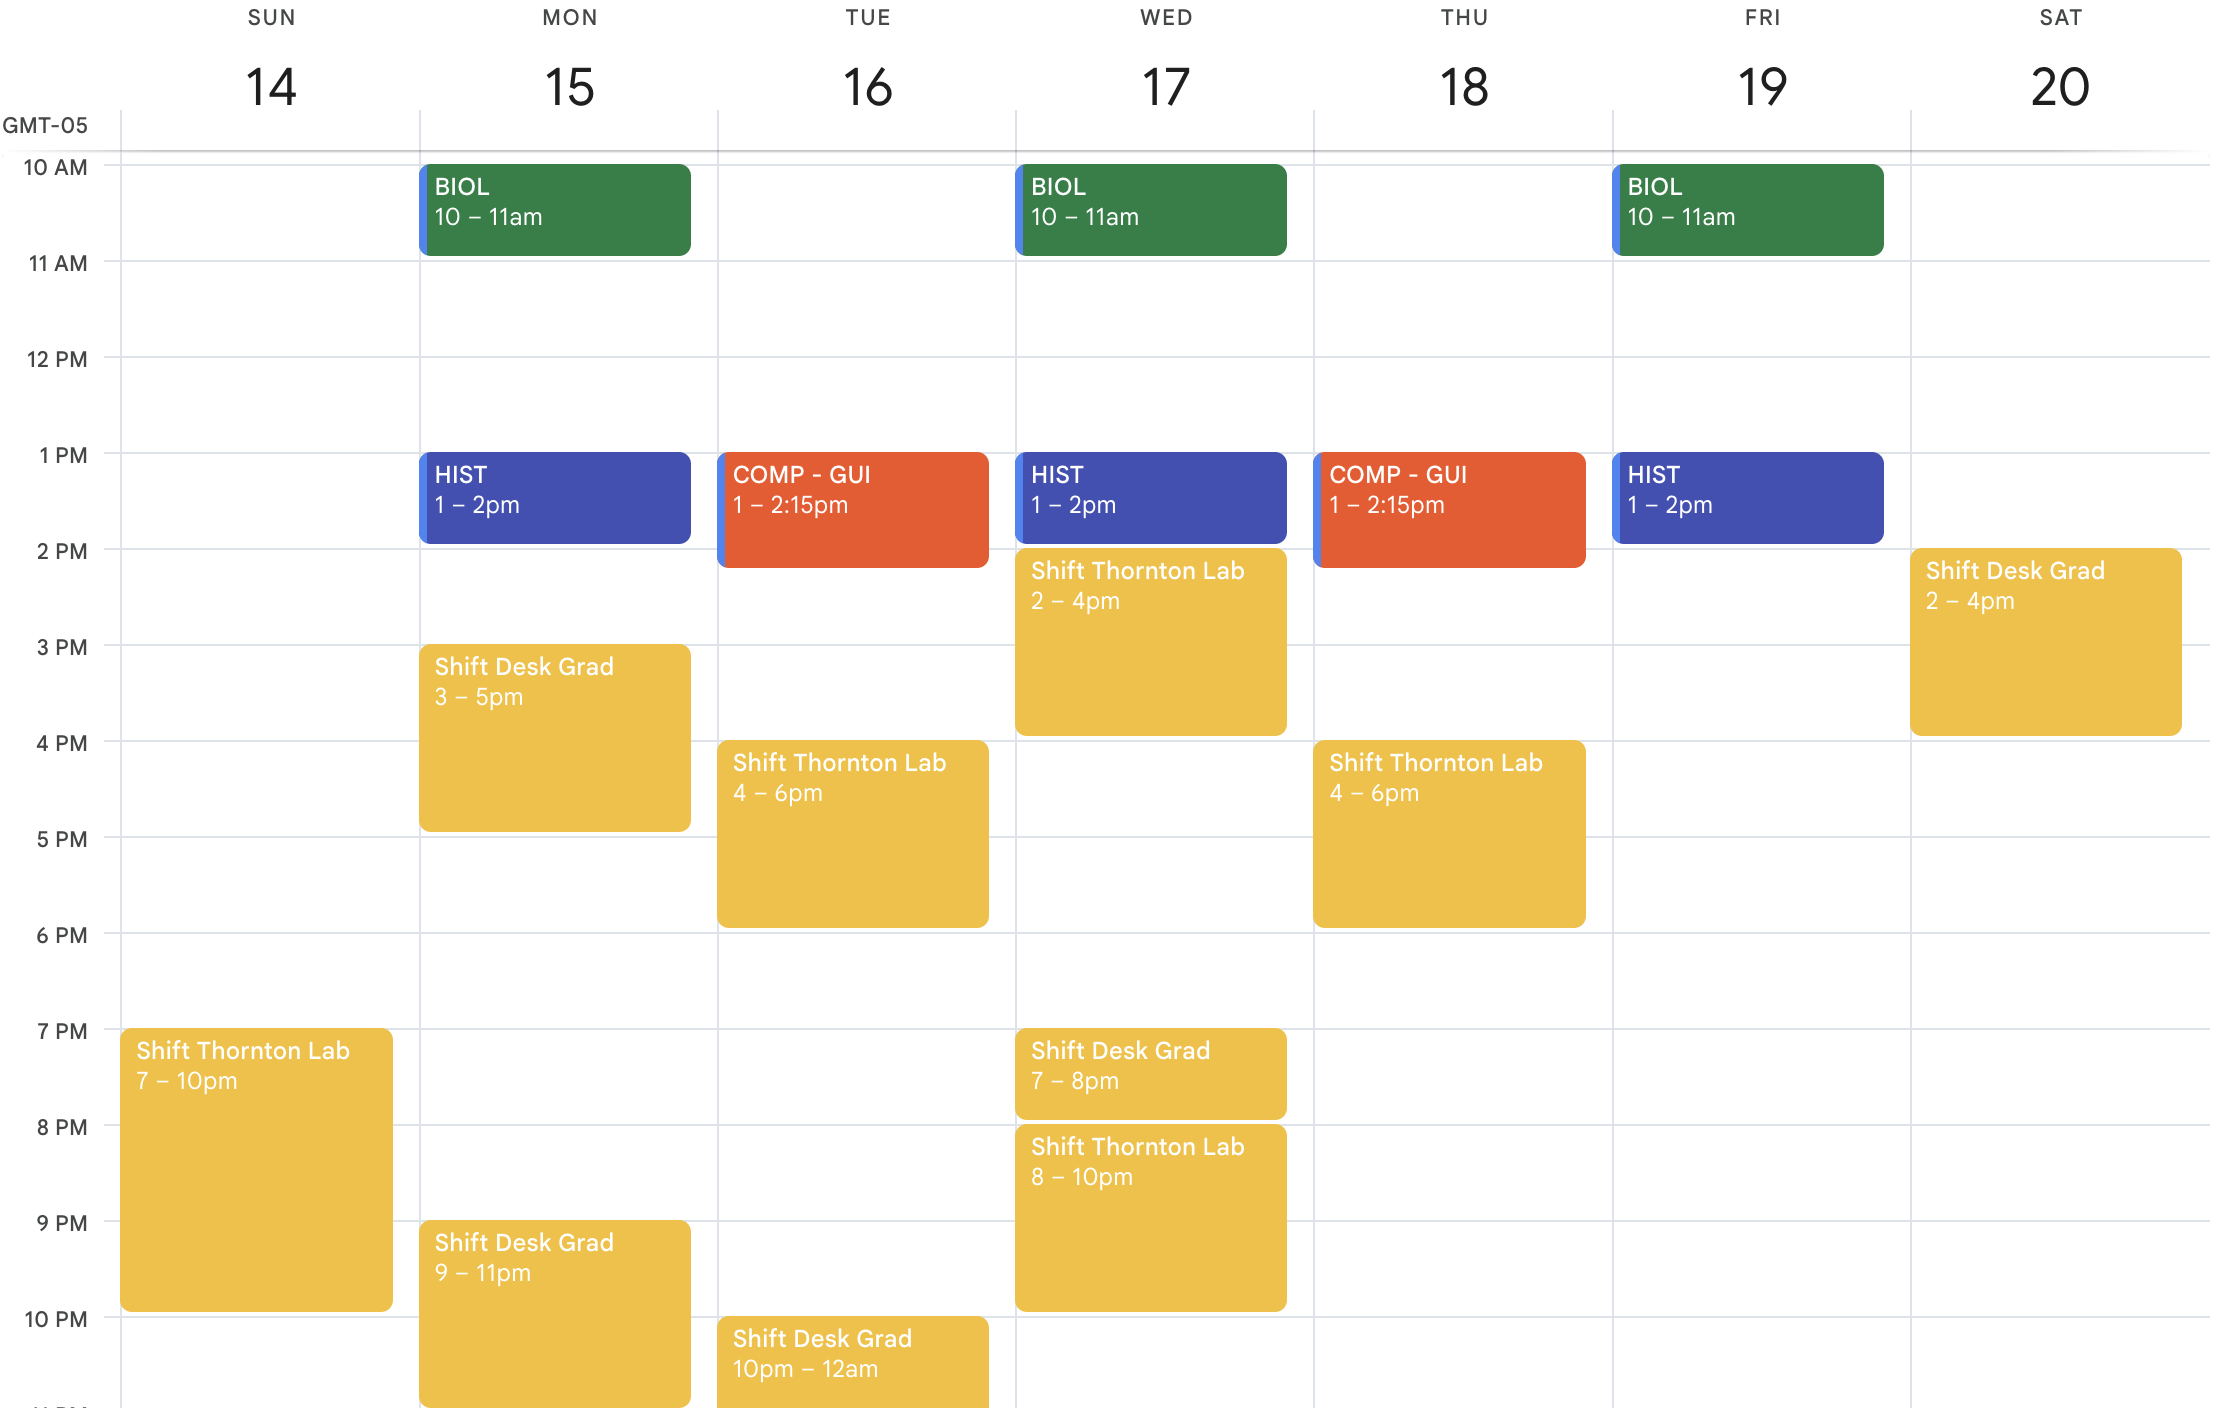 SUN MON TUE WED THU FRI SAT
14 15 16 17 18 19 20
GMT-05
10 AM
BIOL
10 – 11am
BIOL
10 – 11am
BIOL
10 – 11am
11 AM
12 PM
1 PM
HIST
1 – 2pm
COMP - GUI
1 – 2:15pm
HIST
1 – 2pm
COMP - GUI
1 – 2:15pm
HIST
1 – 2pm
2 PM
Shift Thornton Lab
2 – 4pm
Shift Desk Grad
2 – 4pm
3 PM
Shift Desk Grad
3 – 5pm
4 PM
Shift Thornton Lab
4 – 6pm
Shift Thornton Lab
4 – 6pm
5 PM
6 PM
7 PM
Shift Thornton Lab
7 – 10pm
Shift Desk Grad
7 – 8pm
8 PM
Shift Thornton Lab
8 – 10pm
9 PM
Shift Desk Grad
9 – 11pm
10 PM
Shift Desk Grad
10pm – 12am